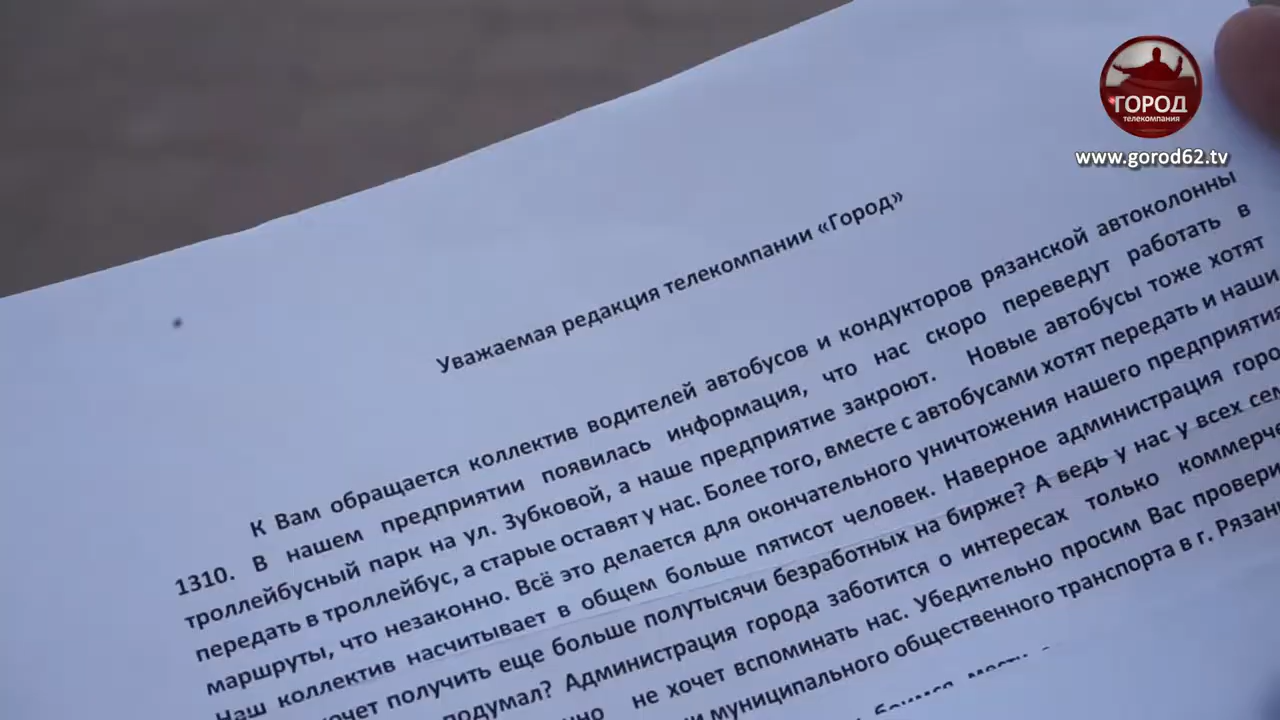 ГОРОД
телекомпания
www.gorod62.tv
Уважаемая редакция телекомпании «Город»
К Вам обращается коллектив водителей автобусов и кондукторов рязанской автоколонны
1310. В нашем предприятии появилась информация, что нас скоро переведут работать в
троллейбусный парк на ул. Зубковой, а наше предприятие закроют. Новые автобусы тоже хотят
передать в троллейбус, а старые оставят у нас. Более того, вместе с автобусами хотят передать и наши
маршруты, что незаконно. Всё это делается для окончательного уничтожения нашего предприятия
Наш коллектив насчитывает в общем больше пятисот человек. Наверное администрация горо
хочет получить еще больше полутысячи безработных на бирже? А ведь у нас у всех сем
подумал? Администрация города заботится о интересах только коммерче
не хочет вспоминать нас. Убедительно просим Вас провери
муниципального общественного транспорта в г. Рязан